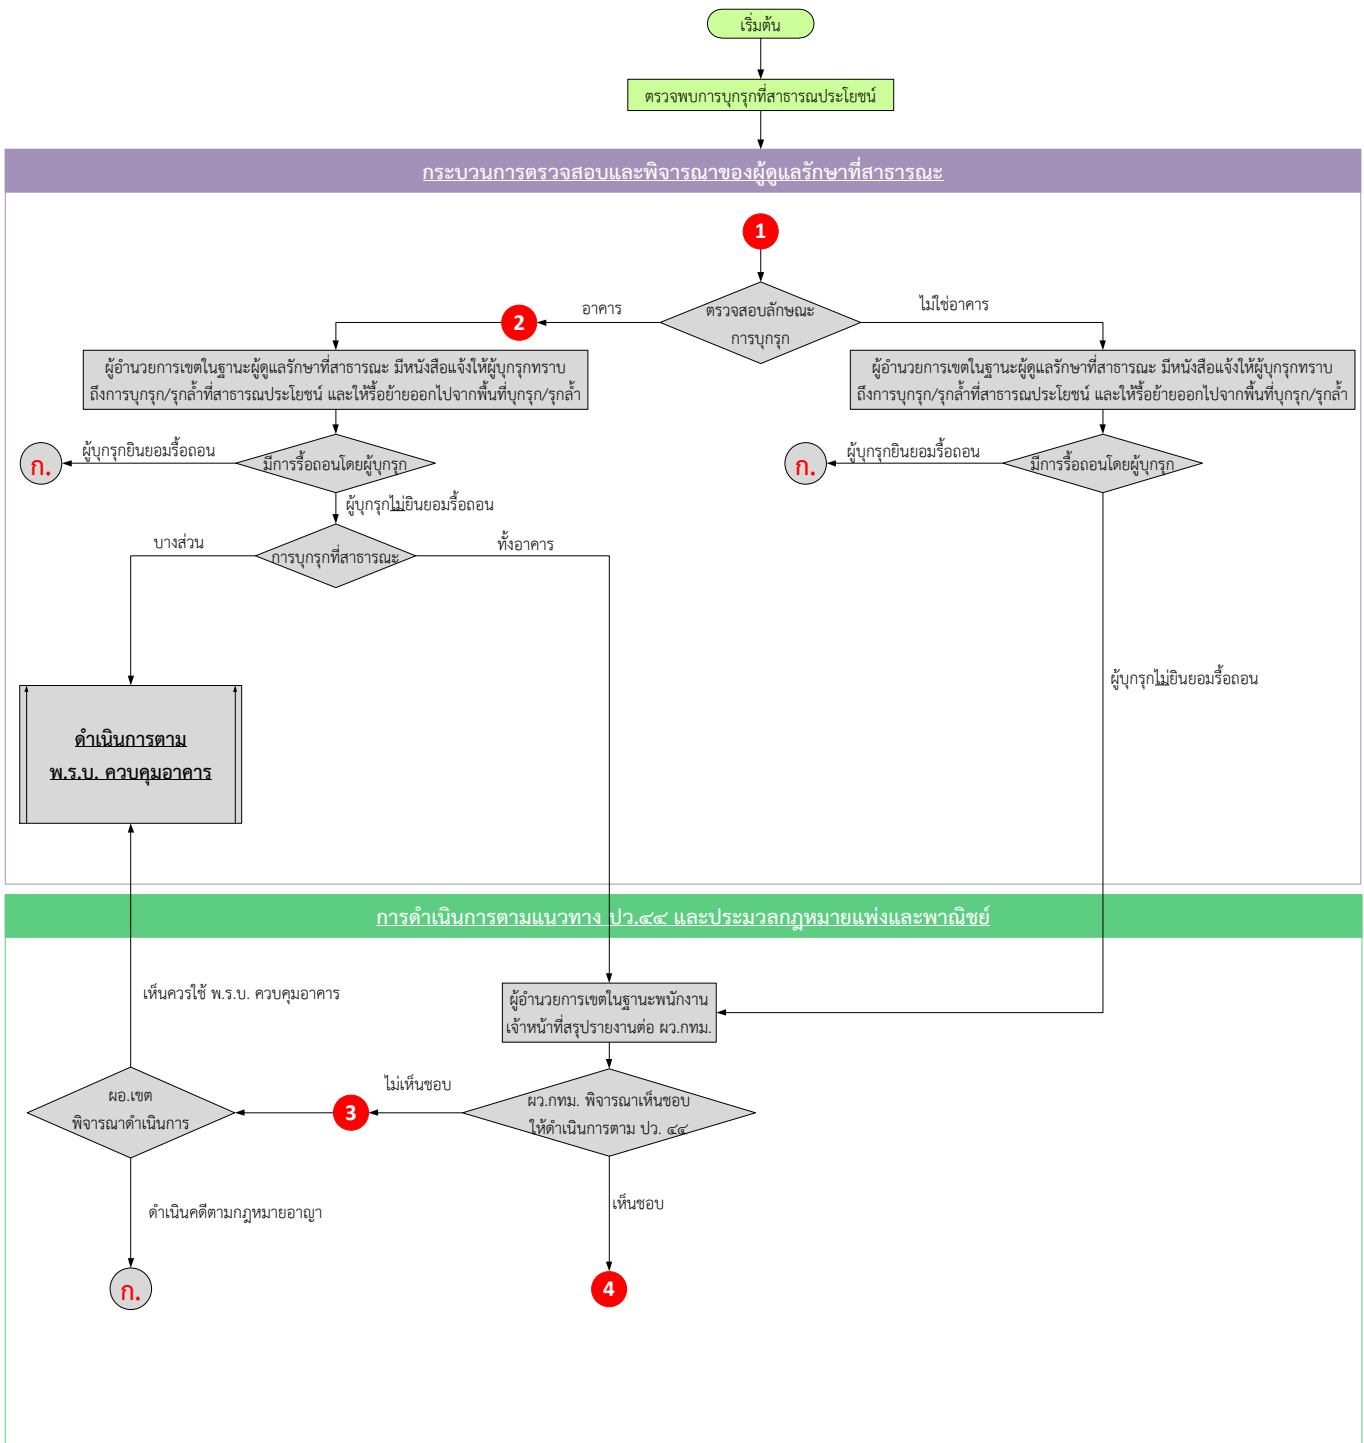 เริ่มต้น
ตรวจพบการบุกรุกที่สาธารณประโยชน์
กระบวนการตรวจสอบและพิจารณาของผู้ดูแลรักษาที่สาธารณะ
1
ตรวจสอบลักษณะ
การบุกรุก
อาคาร
ไม่ใช่อาคาร
2
ผู้อำนวยการเขตในฐานะผู้ดูแลรักษาที่สาธารณะ มีหนังสือแจ้งให้ผู้บุกรุกทราบ
ถึงการบุกรุก/รุกล้ำที่สาธารณประโยชน์ และให้รื้อย้ายออกไปจากพื้นที่บุกรุก/รุกล้ำ
ผู้อำนวยการเขตในฐานะผู้ดูแลรักษาที่สาธารณะ มีหนังสือแจ้งให้ผู้บุกรุกทราบ
ถึงการบุกรุก/รุกล้ำที่สาธารณประโยชน์ และให้รื้อย้ายออกไปจากพื้นที่บุกรุก/รุกล้ำ
ก.
ผู้บุกรุกยินยอมรื้อถอน
มีการรื้อถอนโดยผู้บุกรุก
ก.
ผู้บุกรุกยินยอมรื้อถอน
มีการรื้อถอนโดยผู้บุกรุก
ผู้บุกรุกไม่ยินยอมรื้อถอน
บางส่วน
การบุกรุกที่สาธารณะ
ทั้งอาคาร
ผู้บุกรุกไม่ยินยอมรื้อถอน
ดำเนินการตาม
พ.ร.บ. ควบคุมอาคาร
การดำเนินการตามแนวทาง ปว.๔๔ และประมวลกฎหมายแพ่งและพาณิชย์
เห็นควรใช้ พ.ร.บ. ควบคุมอาคาร
ผู้อำนวยการเขตในฐานะพนักงาน
เจ้าหน้าที่สรุปรายงานต่อ ผว.กทม.
ผอ.เขต
พิจารณาดำเนินการ
3
ไม่เห็นชอบ
ผว.กทม. พิจารณาเห็นชอบ
ให้ดำเนินการตาม ปว. ๔๔
ดำเนินคดีตามกฎหมายอาญา
เห็นชอบ
ก.
4